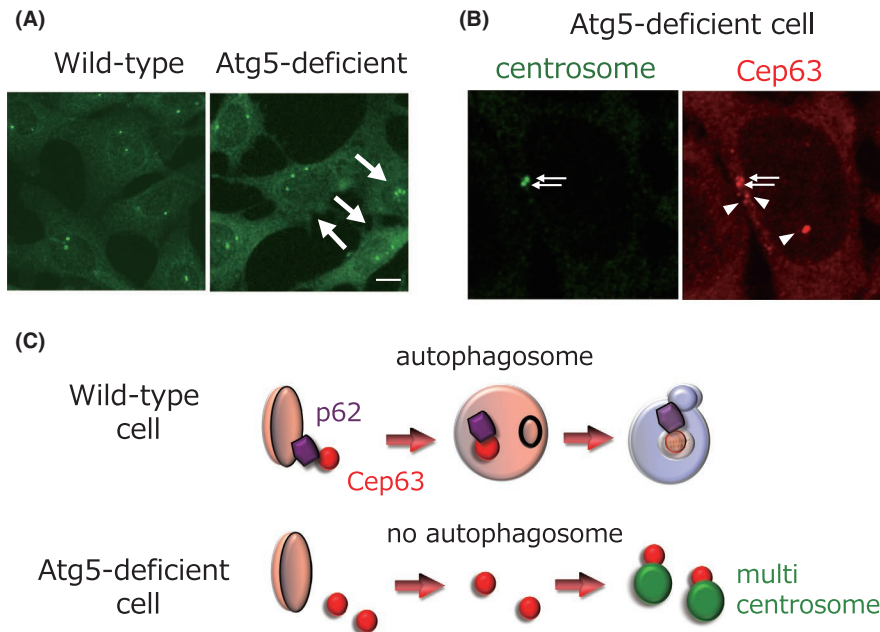 (A)
Wild-type
Atg5-deficient
(B)
Atg5-deficient cell
centrosome
Cep63
(C)
Wild-type
cell
p62
Cep63
autophagosome
Atg5-deficient
cell
no autophagosome
multi
centrosome